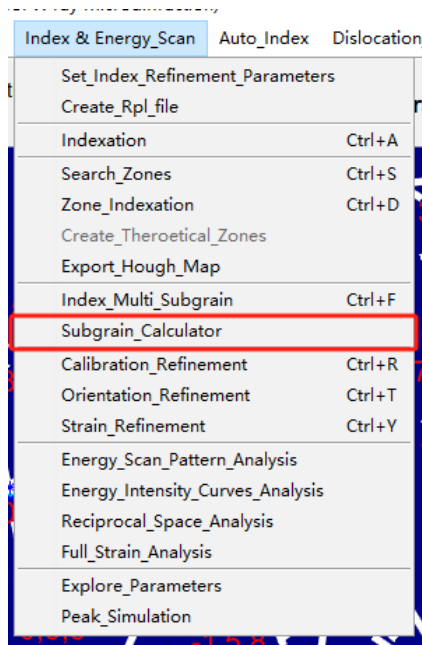 Index & Energy_Scan Auto_Index Dislocation
Set_Index_Refinement_Parameters
Create_Rpl_file
Indexation Ctrl+A
Search_Zones Ctrl+S
Zone_Indexation Ctrl+D
Create_Theroetical_Zones
Export_Hough_Map
Index_Multi_Subgrain Ctrl+F
Subgrain_Calculator
Calibration_Refinement Ctrl+R
Orientation_Refinement Ctrl+T
Strain_Refinement Ctrl+Y
Energy_Scan_Pattern_Analysis
Energy_Intensity_Curves_Analysis
Reciprocal_Space_Analysis
Full_Strain_Analysis
Explore_Parameters
Peak_Simulation